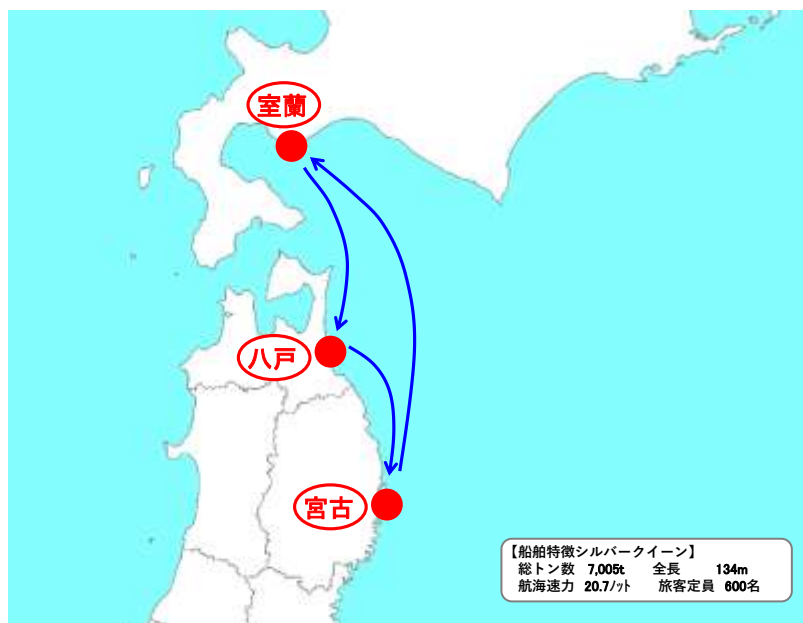 室蘭
八戸
宮古
【船舶特徴シルバークイーン】
総トン数 7,005t 全長 134m
航海速力 20.7ノット 旅客定員 600名